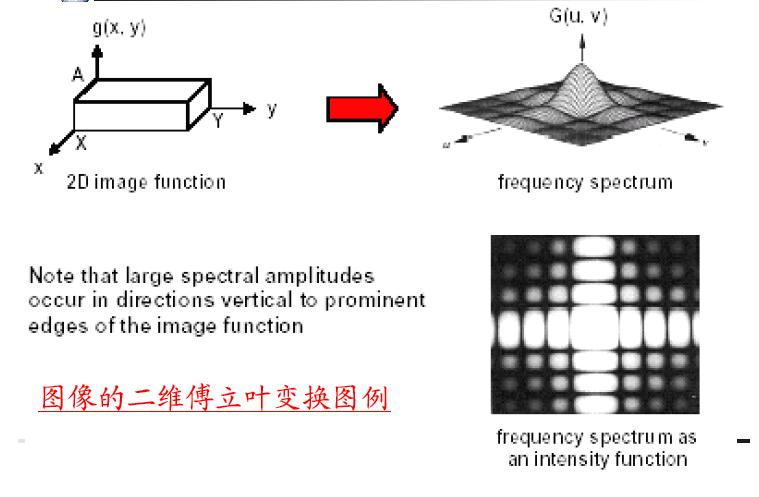 g(x, y)
A
y
Y
X
x
2D image function
G(u, v)
u
v
frequency spectrum
Note that large spectral amplitudes
occur in directions vertical to prominent
edges of the image function
图像的二维傅立叶变换图例
frequency spectrum as
an intensity function